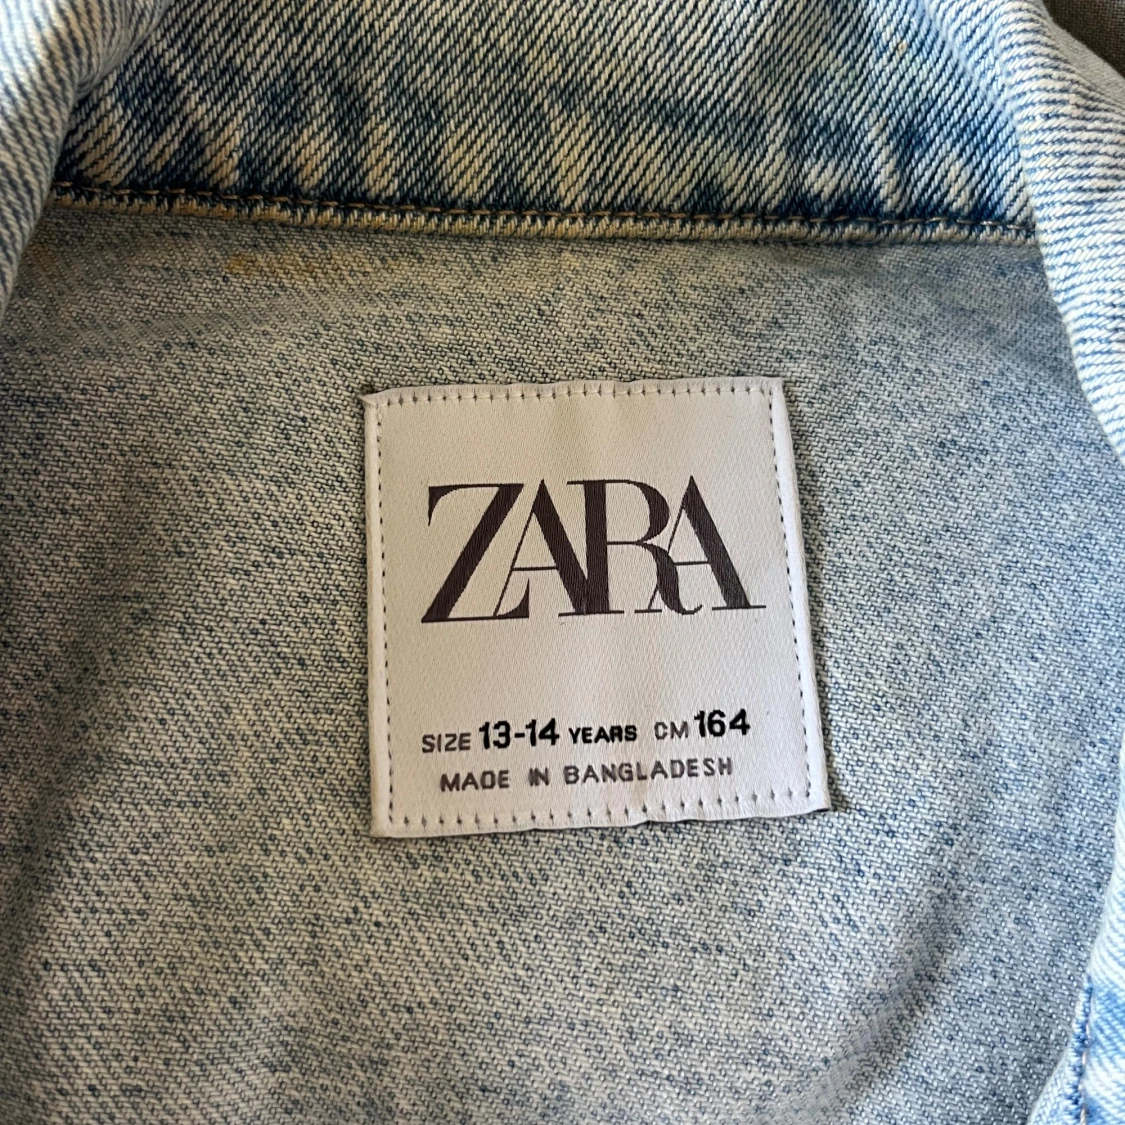 ZARA
SIZE 13-14 YEARS CM 164
MADE IN BANGLADESH